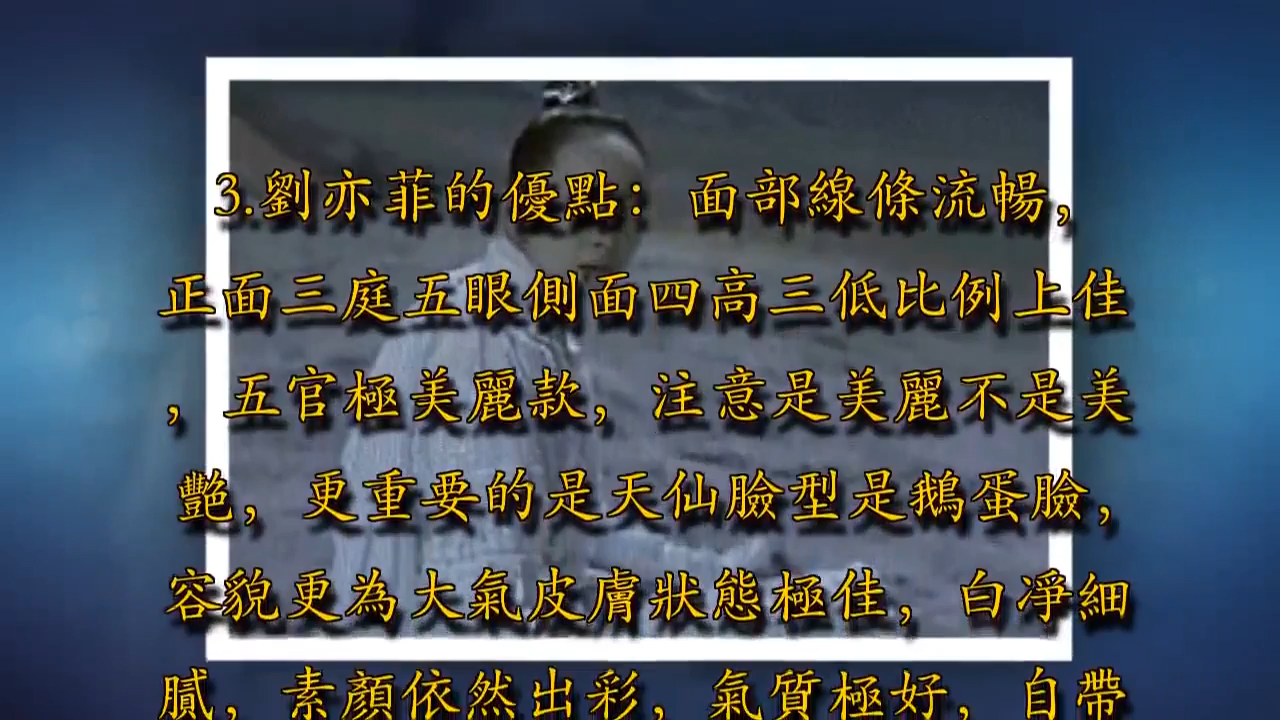 3.劉亦菲的優點：面部線條流暢，
正面三庭五眼側面四高三低比例上佳
，五官極美麗款，注意是美麗不是美
艷，更重要的是天仙臉型是鵝蛋臉，
容貌更為大氣皮膚狀態極佳，白凈細
膩，素顏依然出彩，氣質極好，自帶